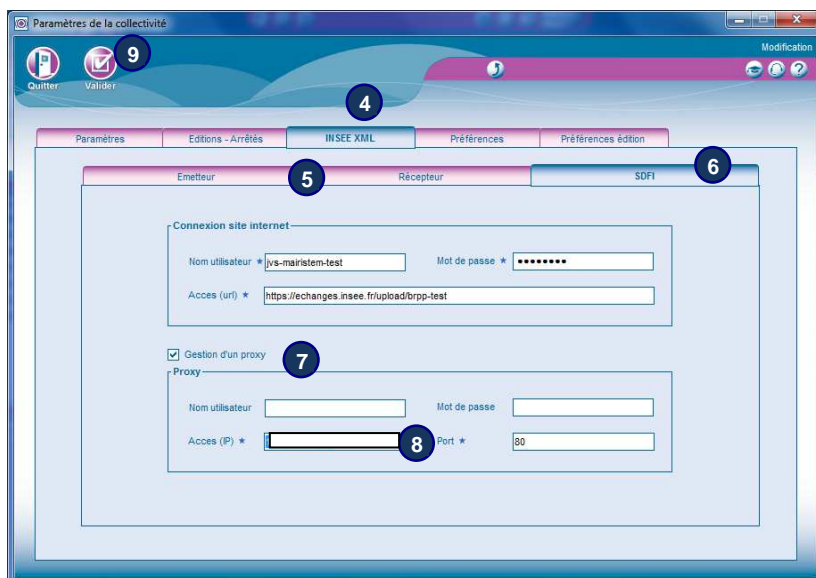 Paramètres de la collectivité
9
Modification
Quitter
Valider
4
Paramètres
Editions - Arrêtés
INSEE XML
Préférences
Préférences édition
Emetteur
5
Récepteur
SDFI
6
Connexion site internet
Nom utilisateur * jvs-mairistem-test
Mot de passe * ••••••••
Acces (url) * https://echanges.insee.fr/upload/brpp-test
Gestion d'un proxy
7
Proxy
Nom utilisateur
Mot de passe
Acces (IP) *
8
Port * 80